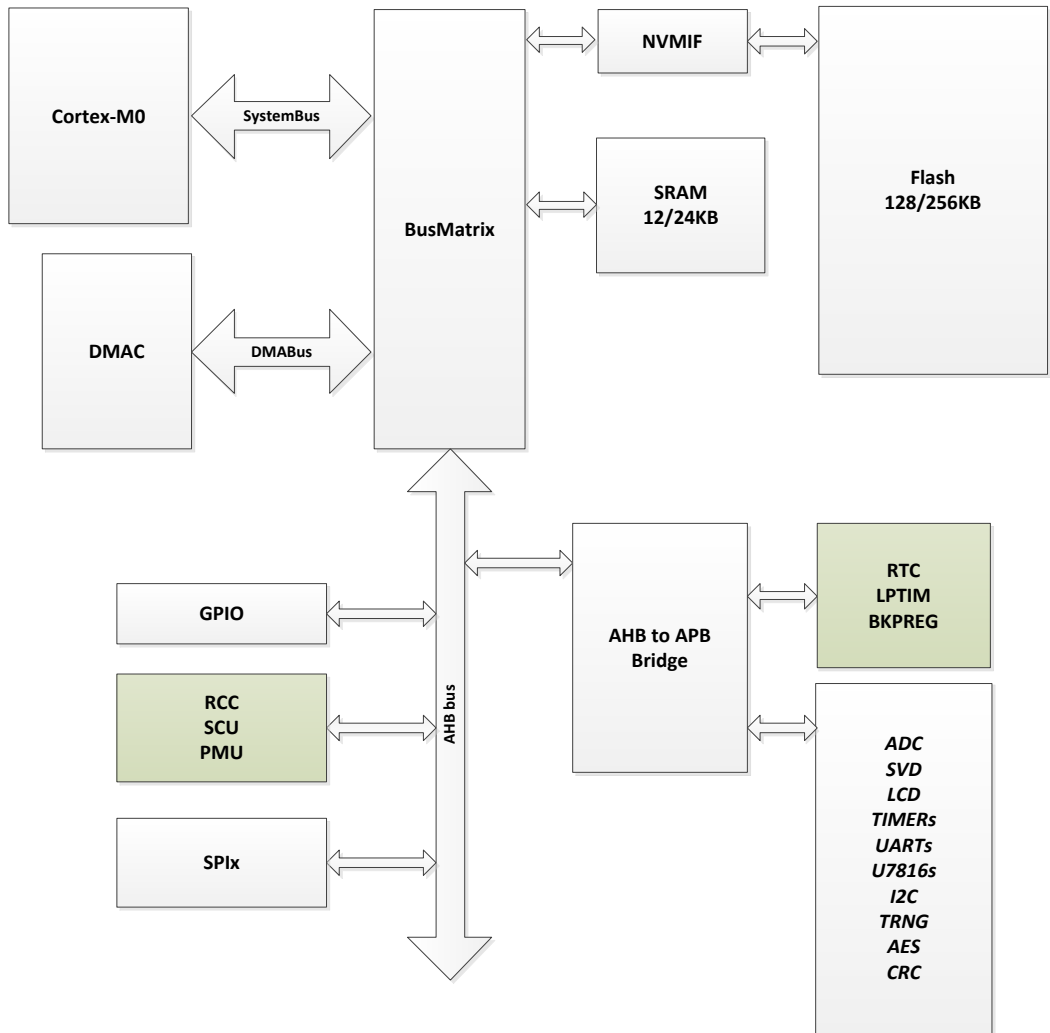 Cortex-M0
SystemBus
BusMatrix
NVMIF
Flash
128/256KB
SRAM
12/24KB
DMAC
DMABus
AHB bus
GPIO
RCC
SCU
PMU
SPIx
AHB to APB
Bridge
RTC
LPTIM
BKPREG
ADC
SVD
LCD
TIMERs
UARTs
U7816s
I2C
TRNG
AES
CRC